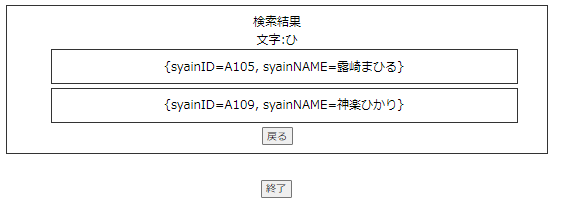 検索結果
文字:ひ
{syainID=A105, syainNAME=露崎まひる}
{syainID=A109, syainNAME=神楽ひかり}
戻る
終了